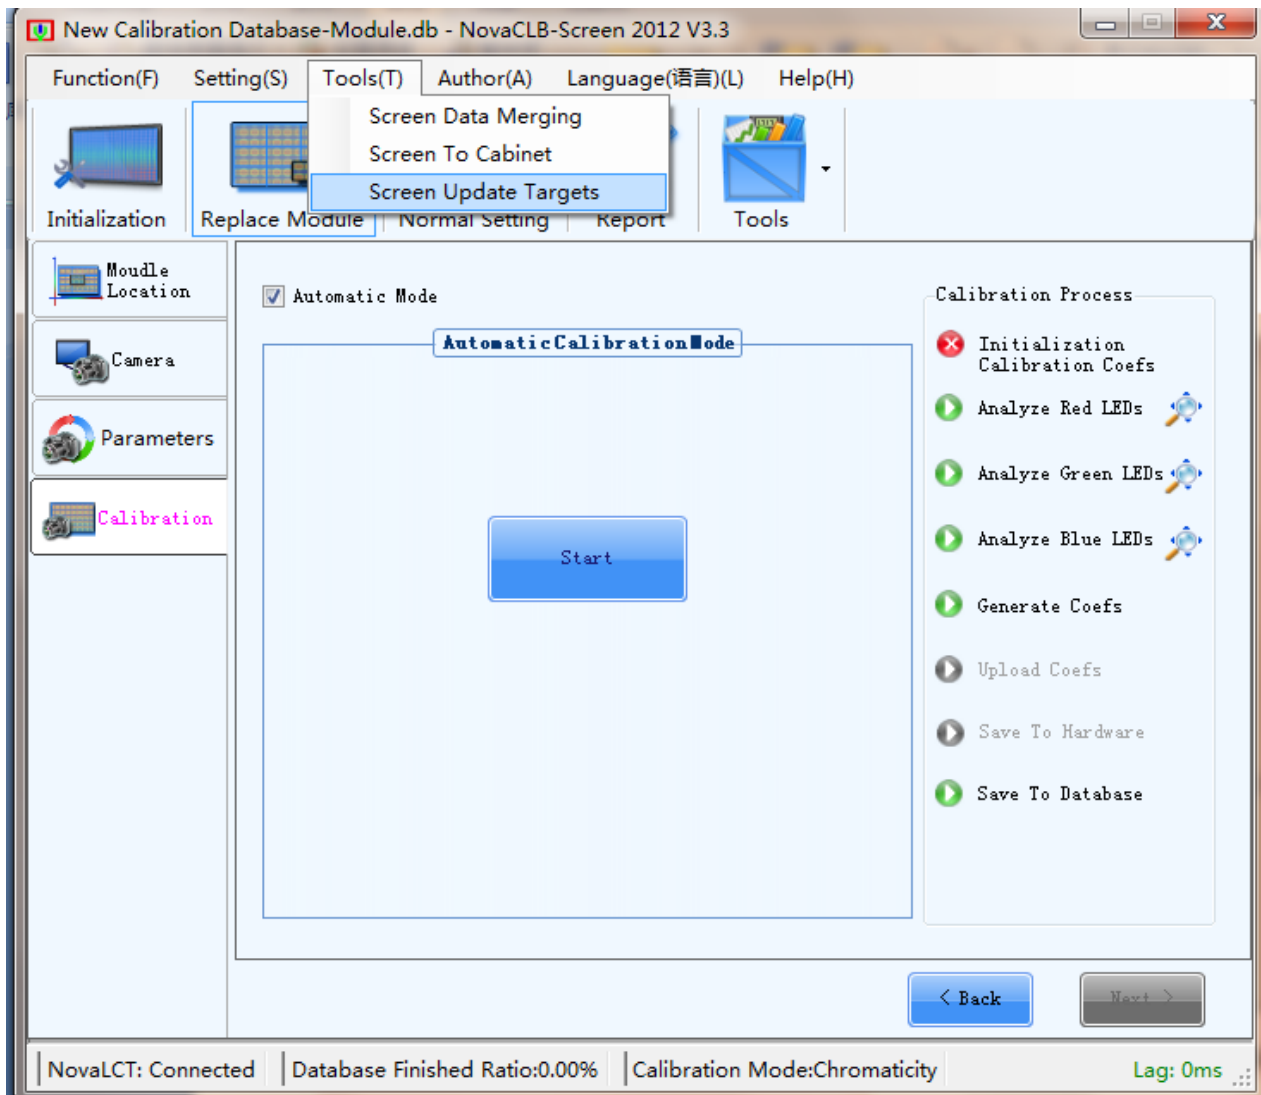 New Calibration Database-Module.db - NovaCLB-Screen 2012 V3.3
Function(F) Setting(S) Tools(T) Author(A) Language(语言)(L) Help(H)
Screen Data Merging
Screen To Cabinet
Screen Update Targets
Initialization Replace Module Normal Setting Report Tools
Moudle
Location
Camera
Parameters
Calibration
Automatic Mode
AutomaticCalibrationMode
Start
Calibration Process
Initialization
Calibration Coefs
Analyze Red LEDs
Analyze Green LEDs
Analyze Blue LEDs
Generate Coefs
Upload Coefs
Save To Hardware
Save To Database
< Back Next >
NovaLCT: Connected Database Finished Ratio:0.00% Calibration Mode:Chromaticity Lag: 0ms